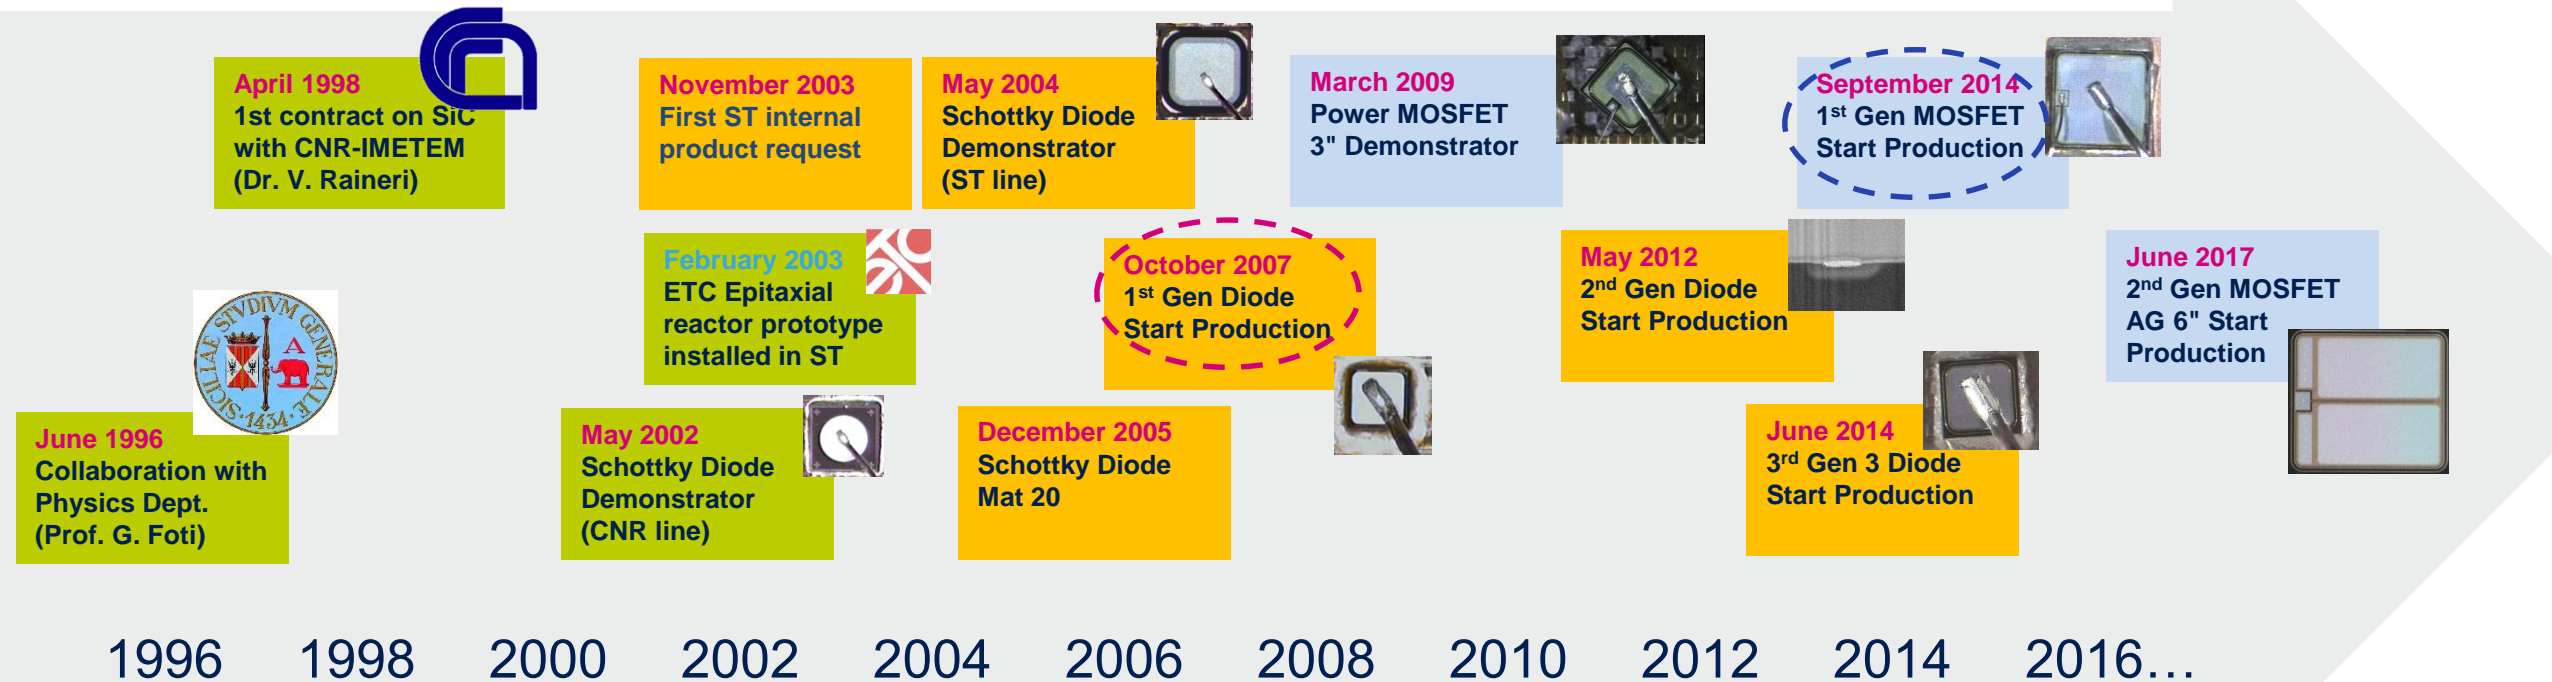 April 1998
1st contract on SiC
with CNR-IMETEM
(Dr. V. Raineri)
November 2003
First ST internal
product request
May 2004
Schottky Diode
Demonstrator
(ST line)
March 2009
Power MOSFET
3" Demonstrator
September 2014
1st Gen MOSFET
Start Production
February 2003
ETC Epitaxial
reactor prototype
installed in ST
etc
October 2007
1st Gen Diode
Start Production
May 2012
2nd Gen Diode
Start Production
June 2017
2nd Gen MOSFET
AG 6" Start
Production
SICILIAE STVDIVM GENERALE
A
·1434·
June 1996
Collaboration with
Physics Dept.
(Prof. G. Foti)
May 2002
Schottky Diode
Demonstrator
(CNR line)
December 2005
Schottky Diode
Mat 20
June 2014
3rd Gen 3 Diode
Start Production
1996 1998 2000 2002 2004 2006 2008 2010 2012 2014 2016…